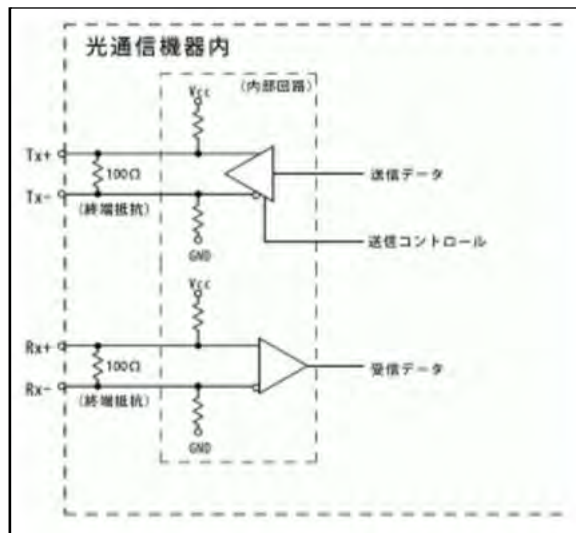 光通信機器内
(内部回路)
Vcc
Tx+
100Ω
Tx-
(終端抵抗)
送信データ
送信コントロール
GND
Vcc
Rx+
100Ω
Rx-
(終端抵抗)
受信データ
GND